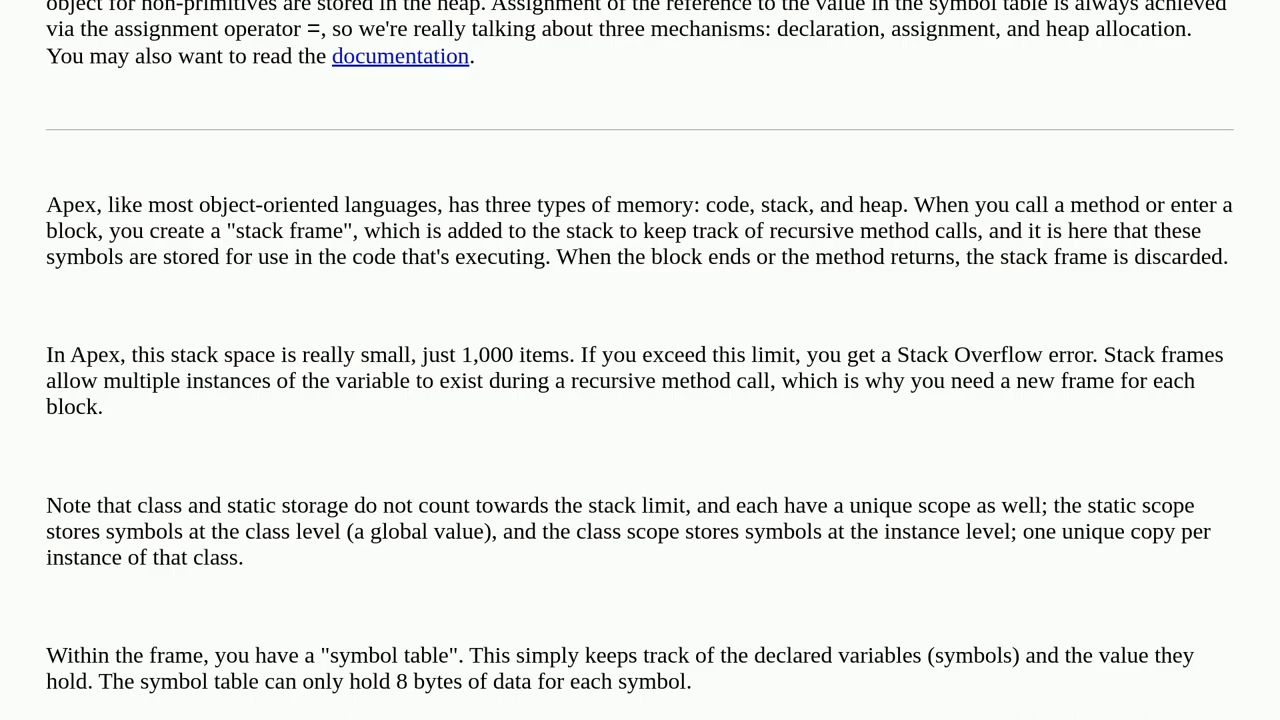 object for non-primitives are stored in the heap. Assignment of the reference to the value in the symbol table is always achieved
via the assignment operator =, so we're really talking about three mechanisms: declaration, assignment, and heap allocation.
You may also want to read the documentation.
Apex, like most object-oriented languages, has three types of memory: code, stack, and heap. When you call a method or enter a
block, you create a "stack frame", which is added to the stack to keep track of recursive method calls, and it is here that these
symbols are stored for use in the code that's executing. When the block ends or the method returns, the stack frame is discarded.
In Apex, this stack space is really small, just 1,000 items. If you exceed this limit, you get a Stack Overflow error. Stack frames
allow multiple instances of the variable to exist during a recursive method call, which is why you need a new frame for each
block.
Note that class and static storage do not count towards the stack limit, and each have a unique scope as well; the static scope
stores symbols at the class level (a global value), and the class scope stores symbols at the instance level; one unique copy per
instance of that class.
Within the frame, you have a "symbol table". This simply keeps track of the declared variables (symbols) and the value they
hold. The symbol table can only hold 8 bytes of data for each symbol.